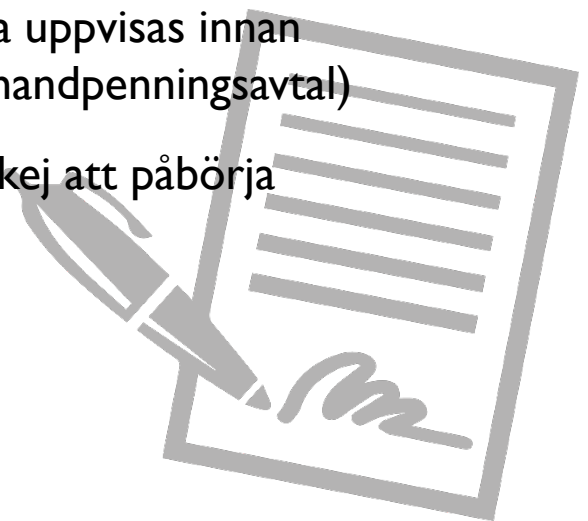 a uppvisas innan
handpenningsavtal)
kej att påbörja